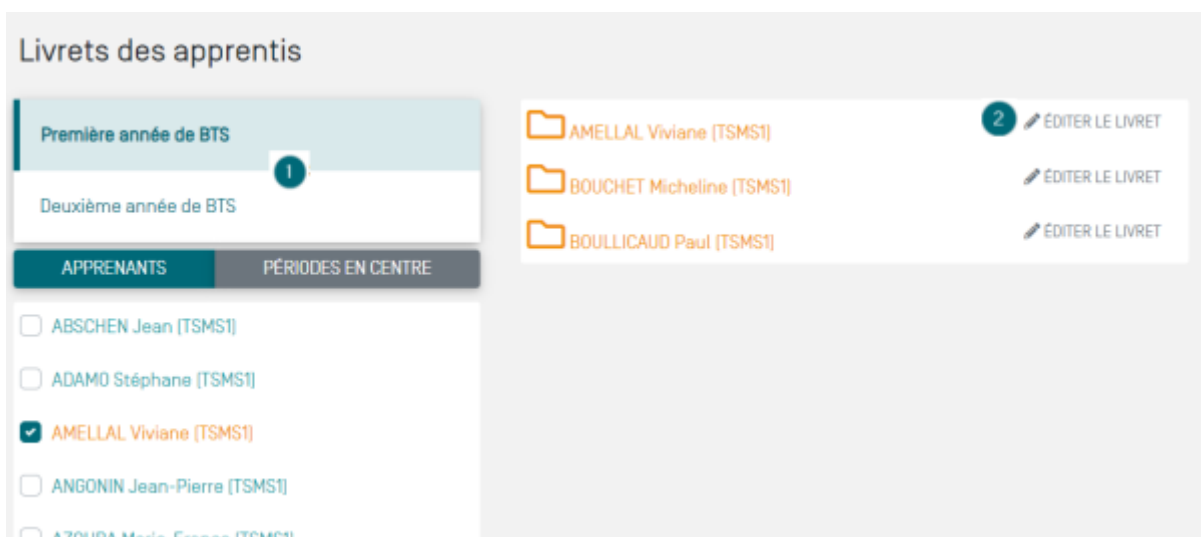 Livrets des apprentis
Première année de BTS
1
Deuxième année de BTS
APPRENANTS PÉRIODES EN CENTRE
ABSCHEN Jean (TSMS1)
ADAMO Stéphane (TSMS1)
AMELLAL Viviane (TSMS1)
ANGONIN Jean-Pierre (TSMS1)
AMELLAL Viviane (TSMS1) 2 ÉDITER LE LIVRET
BOUCHET Micheline (TSMS1) ÉDITER LE LIVRET
BOULLICAUD Paul (TSMS1) ÉDITER LE LIVRET